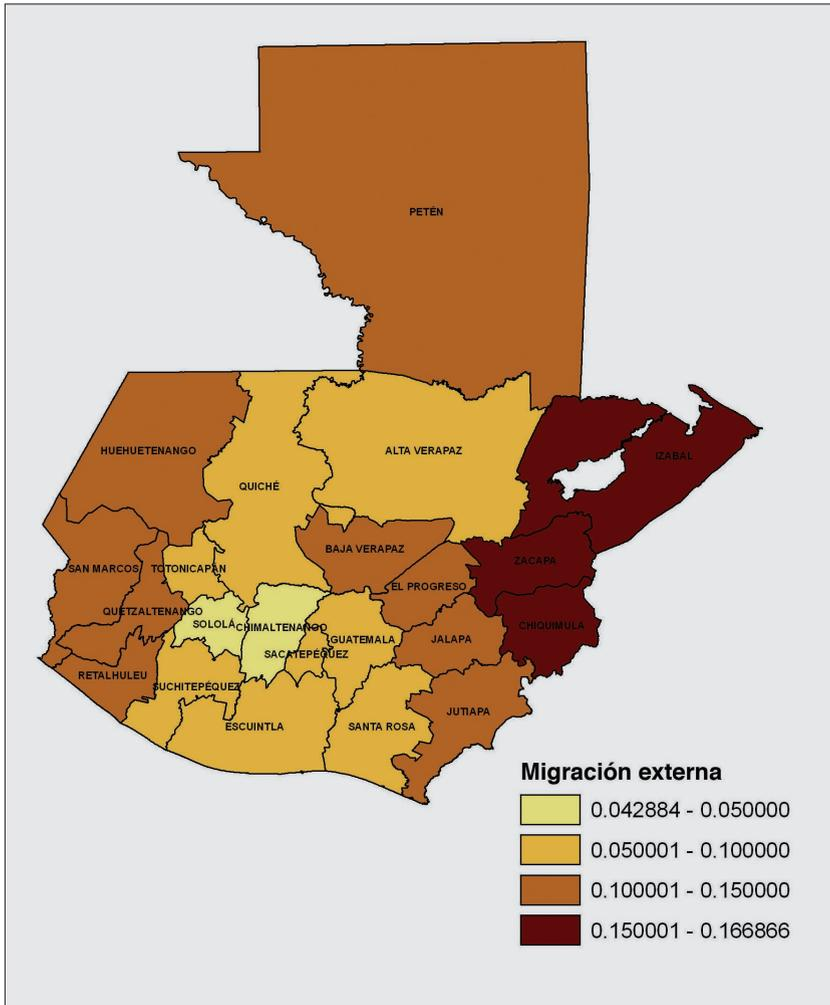 PETÉN
HUEHUETENANGO
ALTA VERAPAZ
IZABAL
QUICHÉ
BAJA VERAPAZ
ZACAPA
SAN MARCOS
TOTONICAPÁN
EL PROGRESO
QUETZALTENANGO
SOLOLÁ
CHIMALTENANGO
CHIQUIMULA
GUATEMALA
JALAPA
SACATEPÉQUEZ
RETALHULEU
SUCHITEPÉQUEZ
JUTIAPA
ESCUINTLA
SANTA ROSA
Migración externa
0.042884 - 0.050000
0.050001 - 0.100000
0.100001 - 0.150000
0.150001 - 0.166866